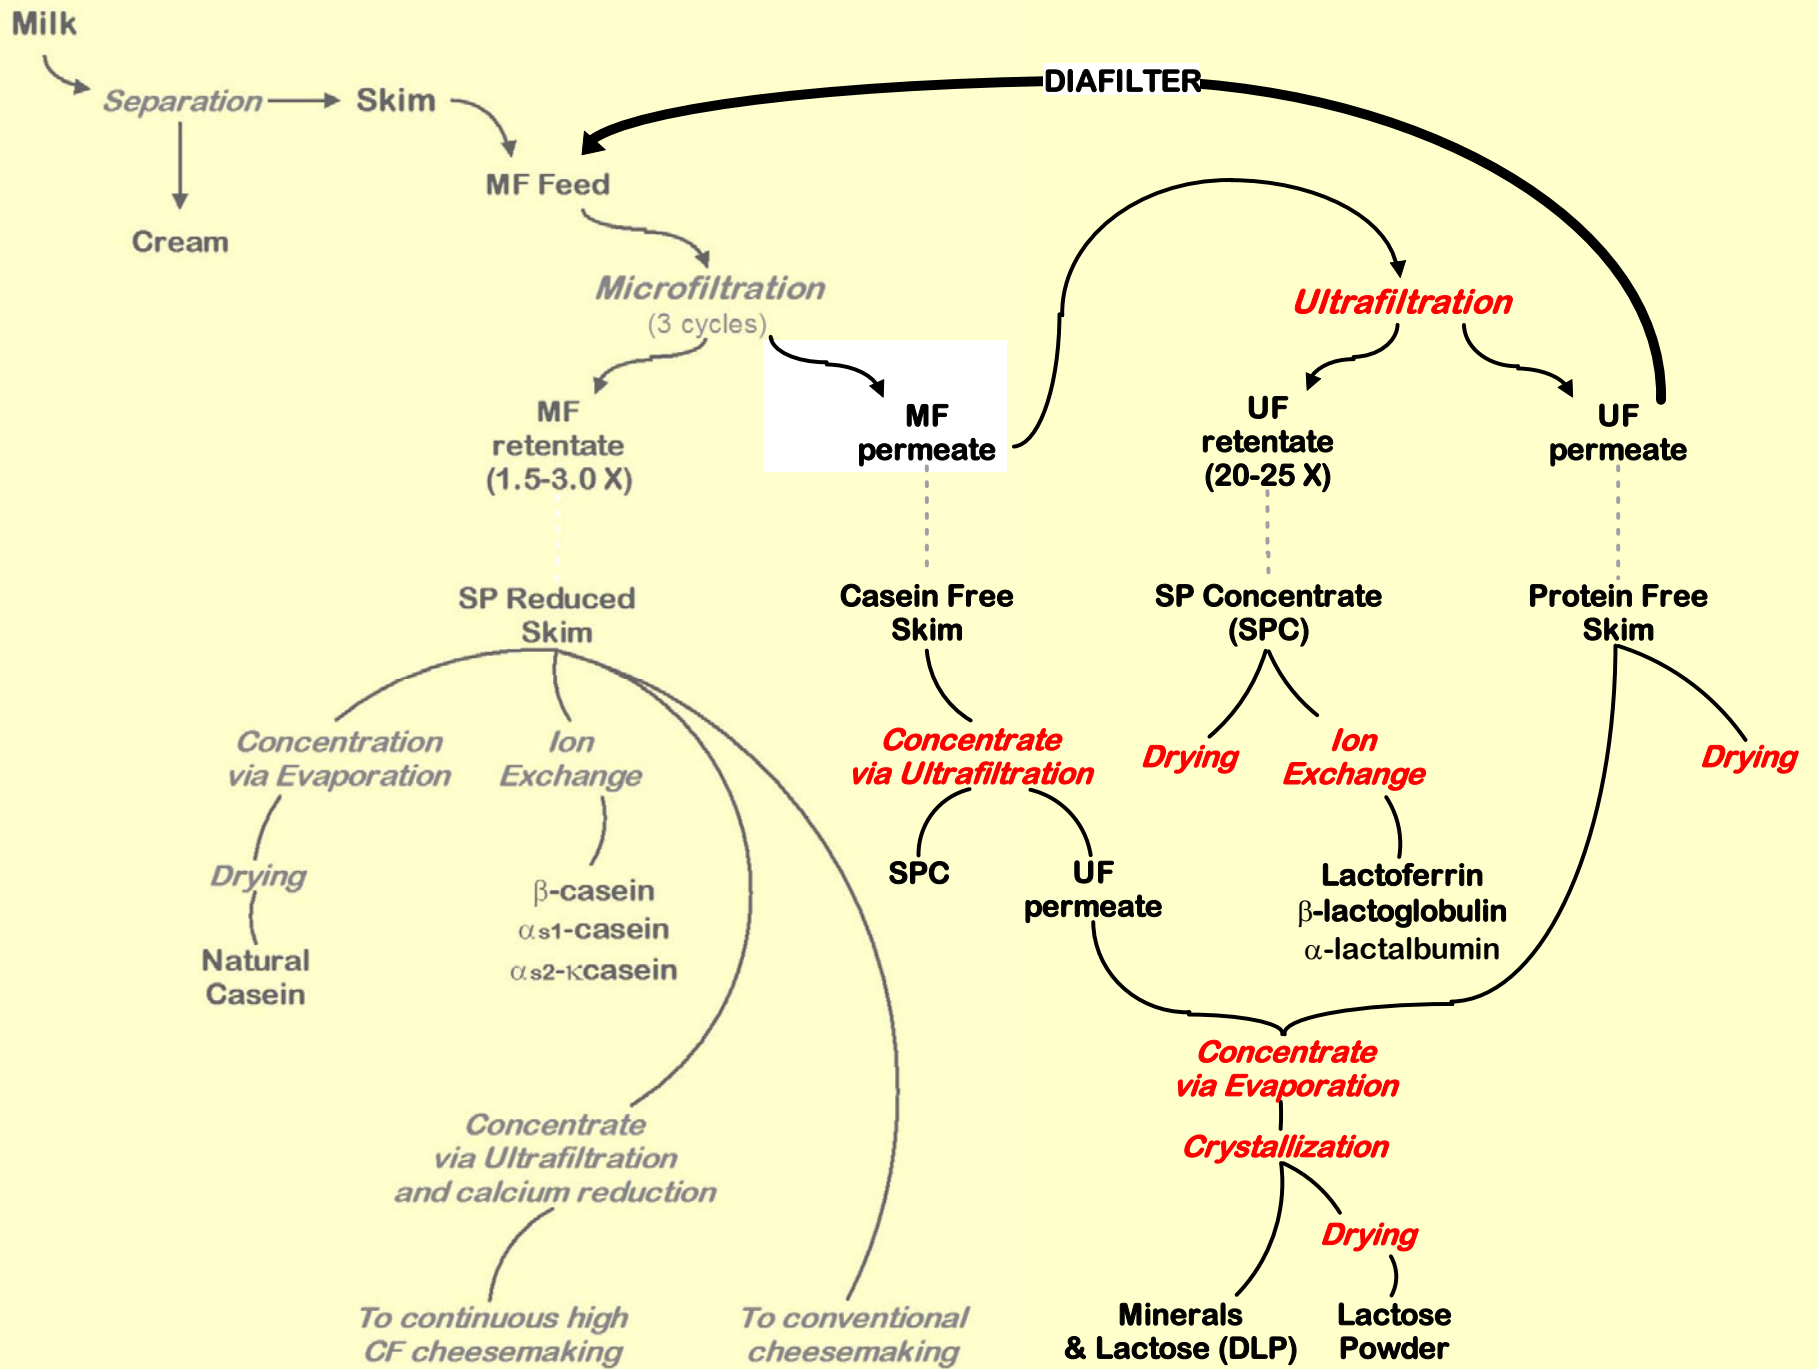 Milk
DIAFILTER
Separation
Skim
MF Feed
Cream
Microfiltration
(3 cycles)
Ultrafiltration
MF
retentate
(1.5-3.0 X)
MF
permeate
UF
retentate
(20-25 X)
UF
permeate
SP Reduced
Skim
Casein Free
Skim
SP Concentrate
(SPC)
Protein Free
Skim
Concentration
via Evaporation
Ion
Exchange
Concentrate
via Ultrafiltration
Drying
Ion
Exchange
Drying
Drying
β-casein
αs1-casein
αs2-κcasein
SPC
UF
permeate
Lactoferrin
β-lactoglobulin
α-lactalbumin
Natural
Casein
Concentrate
via Evaporation
Crystallization
Concentrate
via Ultrafiltration
and calcium reduction
Drying
To continuous high
CF cheesemaking
To conventional
cheesemaking
Minerals
& Lactose (DLP)
Lactose
Powder